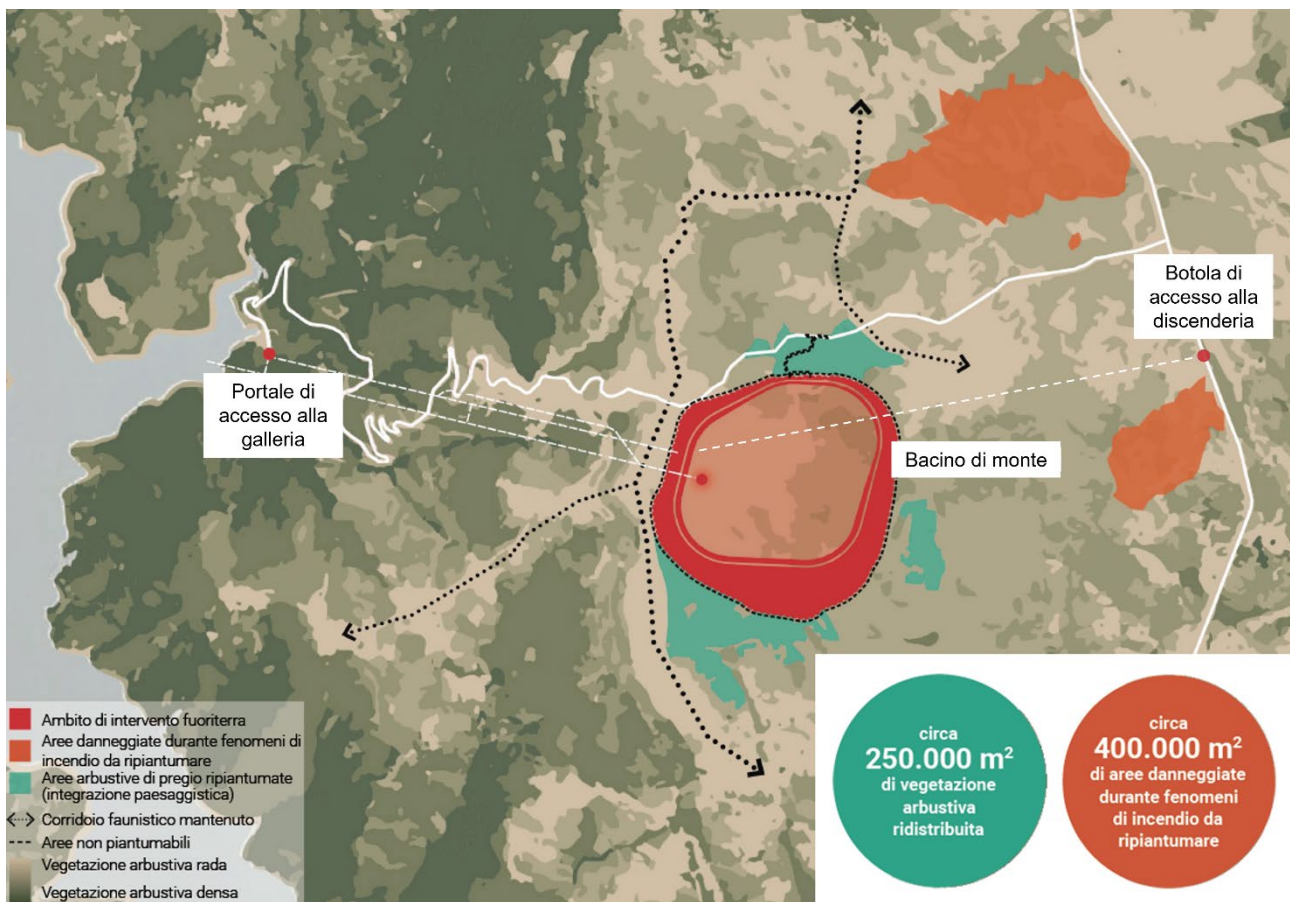 Botola di
accesso alla
discenderia
Portale di
accesso alla
galleria
Bacino di monte
Ambito di intervento fuoriterra
Aree danneggiate durante fenomeni di
incendio da ripiantumare
Aree arbustive di pregio ripiantumate
(integrazione paesaggistica)
Corridoio faunistico mantenuto
Aree non piantumabili
Vegetazione arbustiva rada
Vegetazione arbustiva densa
circa
250.000 m²
di vegetazione
arbustiva
ridistribuita
circa
400.000 m²
di aree danneggiate
durante fenomeni
di incendio da
ripiantumare